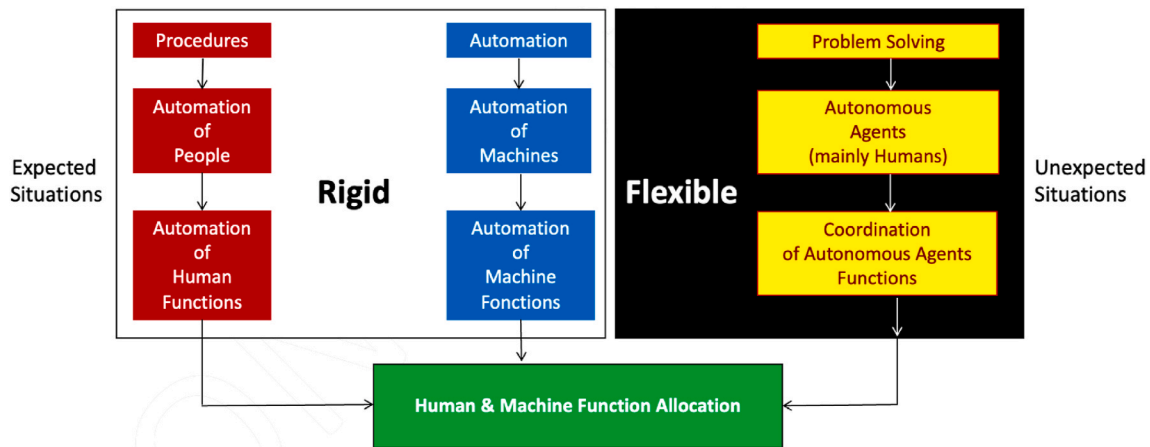 Procedures
Automation
of
People
Automation
of
Human
Functions
Expected
Situations
Rigid
Automation
Automation
of
Machines
Automation
of
Machine
Fonctions
Flexible
Problem Solving
Autonomous
Agents
(mainly Humans)
Coordination
of Autonomous Agents
Functions
Unexpected
Situations
Human & Machine Function Allocation